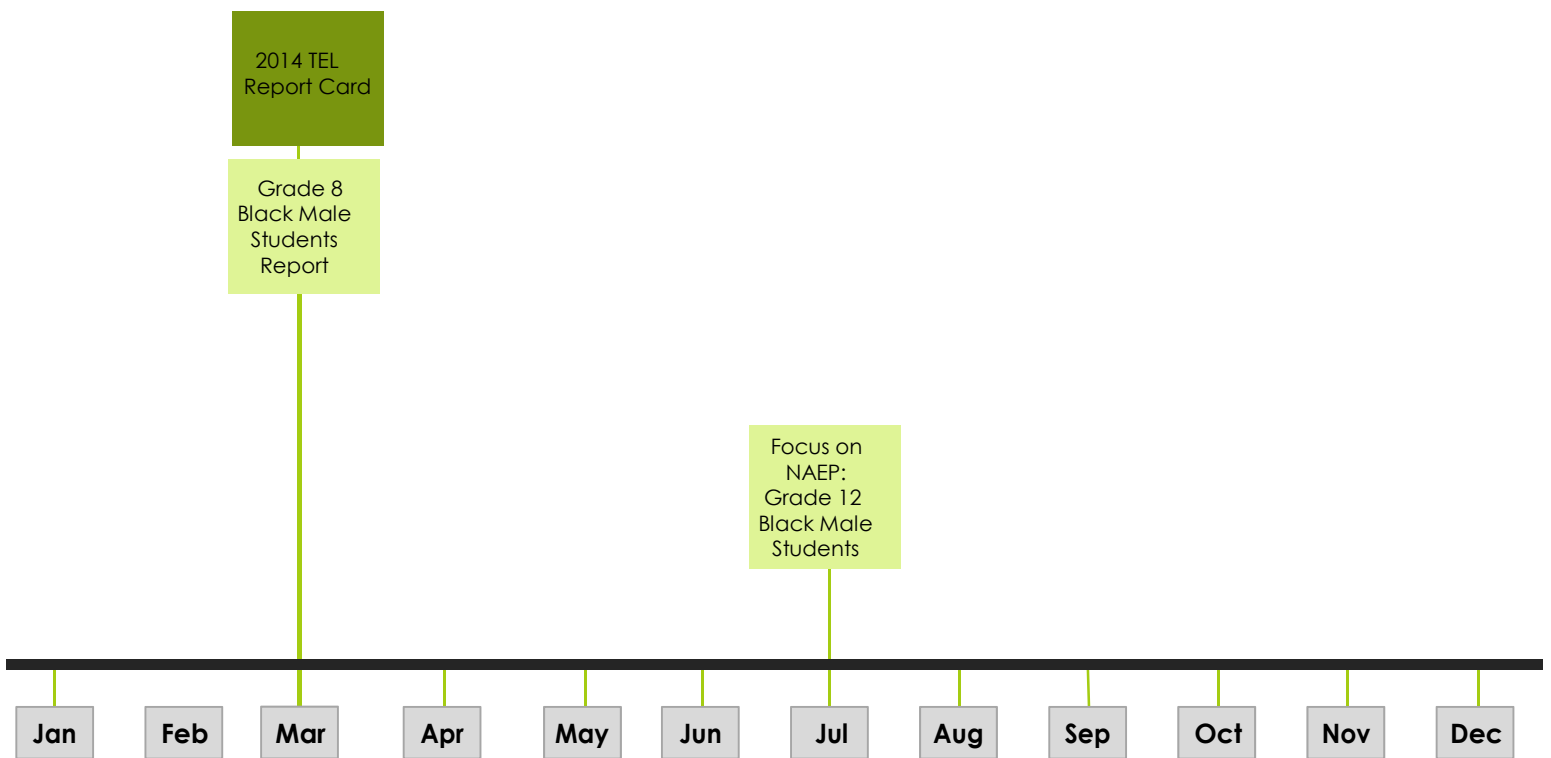 2014 TEL
Report Card
Grade 8
Black Male
Students
Report
Focus on
NAEP:
Grade 12
Black Male
Students
Jan
Feb
Mar
Apr
May
Jun
Jul
Aug
Sep
Oct
Nov
Dec